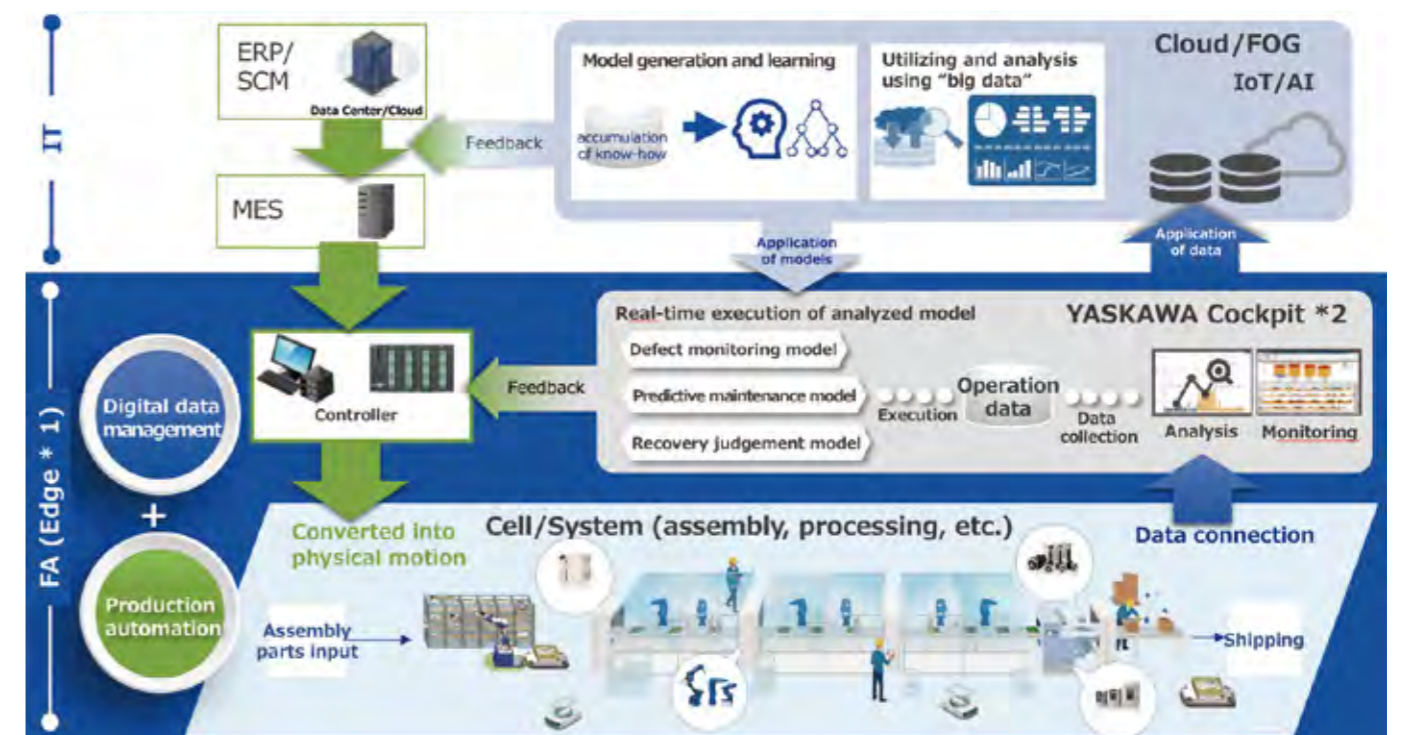 IT
ERP/
SCM
Data Center/Cloud
MES
Feedback
Model generation and learning
accumulation
of know-how
Utilizing and analysis
using "big data"
Cloud/FOG
IoT/AI
Application
of models
Application
of data
FA (Edge * 1)
Digital data
management
+
Production
automation
Controller
Feedback
Real-time execution of analyzed model
YASKAWA Cockpit *2
Defect monitoring model
Predictive maintenance model
Recovery judgement model
Execution
Operation
data
Data
collection
Analysis
Monitoring
Converted into
physical motion
Cell/System (assembly, processing, etc.)
Data connection
Assembly
parts input
Shipping